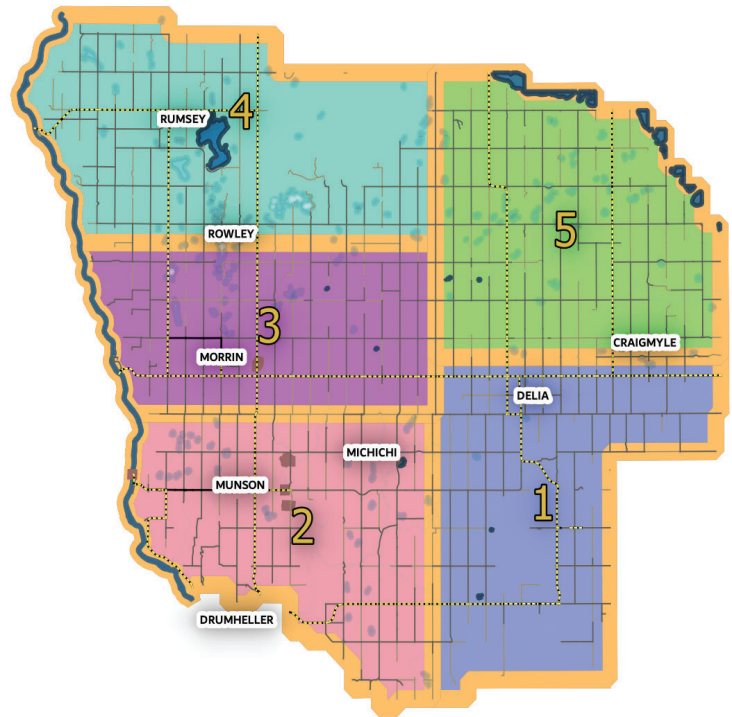 RUMSEY
4
ROWLEY
5
3
MORRIN
CRAIGMYLE
DELIA
MICHICHI
MUNSON
1
2
DRUMHELLER